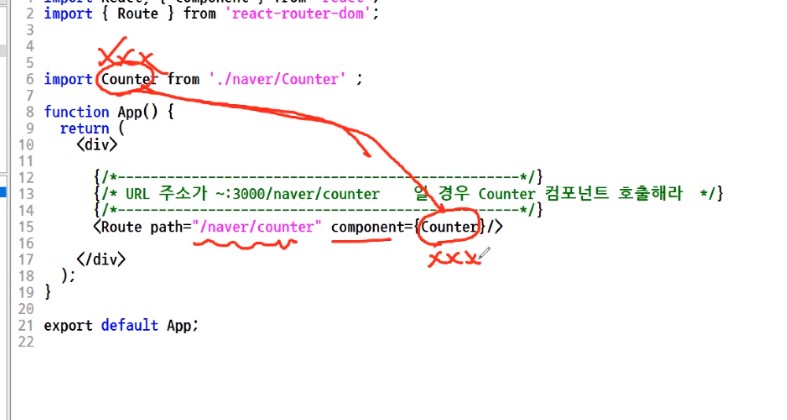 import React, { Component } from 'react'
2 import { Route } from 'react-router-dom';
3
4
xxx
5
6 import Counter from './naver/Counter' ;
7
8 function App() {
9 return (
10 <div>
11
12 {/*--------------------------------------------------*/}
13 {/* URL 주소가 ~:3000/naver/counter 일 경우 Counter 컴포넌트 호출해라 */}
14 {/*--------------------------------------------------*/}
15 <Route path="/naver/counter" component={Counter}/>
16
xxx
17 </div>
18 );
19 }
20
21 export default App;
22